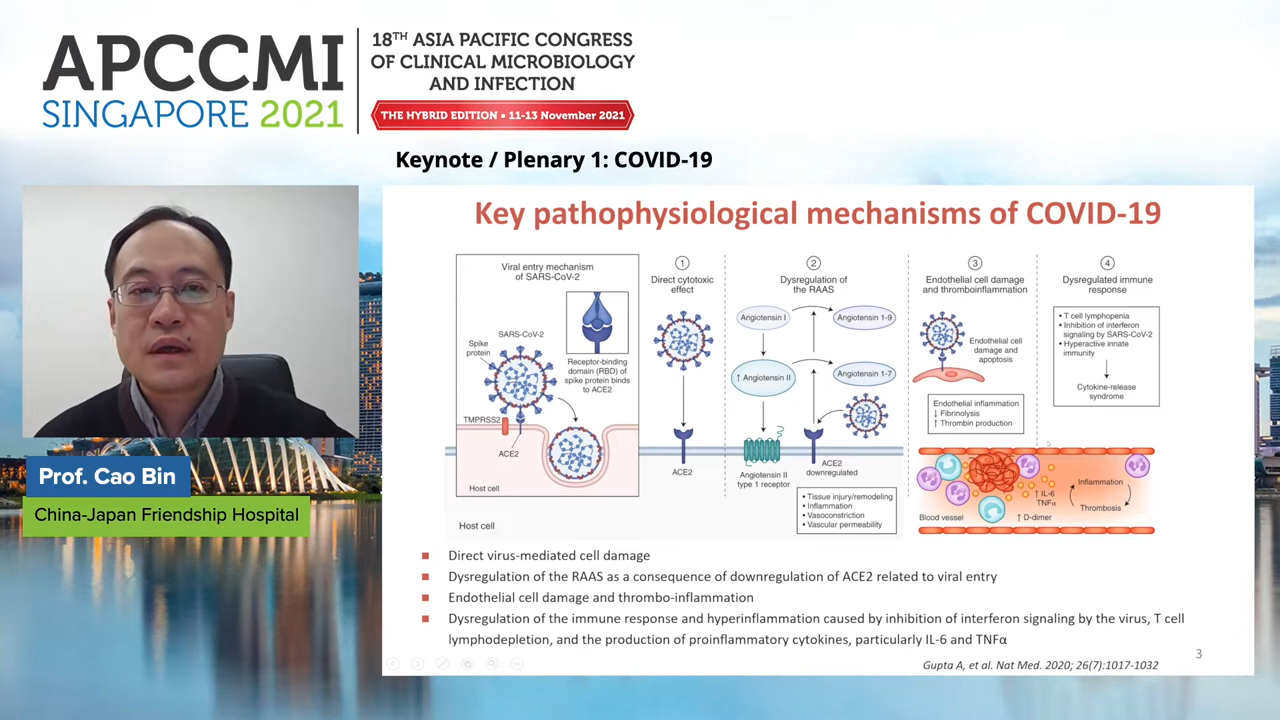 APCCMI
SINGAPORE 2021
18TH ASIA PACIFIC CONGRESS
OF CLINICAL MICROBIOLOGY
AND INFECTION
THE HYBRID EDITION • 11-13 November 2021
Keynote / Plenary 1: COVID-19
Prof. Cao Bin
China-Japan Friendship Hospital
Key pathophysiological mechanisms of COVID-19
Viral entry mechanism
of SARS-CoV-2
SARS-CoV-2
Spike
protein
Receptor-binding
domain (RBD) of
spike protein binds
to ACE2
TMPRSS2
ACE2
Host cell
Host cell
1
Direct cytotoxic
effect
ACE2
2
Dysregulation of
the RAAS
Angiotensin I
Angiotensin 1-9
↑ Angiotensin II
Angiotensin 1-7
Angiotensin II
type 1 receptor
ACE2
downregulated
• Tissue injury/remodeling
• Inflammation
• Vasoconstriction
• Vascular permeability
3
Endothelial cell damage
and thromboinflammation
Endothelial cell
damage and
apoptosis
Endothelial inflammation
↓ Fibrinolysis
↑ Thrombin production
4
Dysregulated immune
response
• T cell lymphopenia
• Inhibition of interferon
signaling by SARS-CoV-2
• Hyperactive innate
immunity
Cytokine-release
syndrome
↑ IL-6
TNFα
Inflammation
Thrombosis
Blood vessel
↑ D-dimer
■ Direct virus-mediated cell damage
■ Dysregulation of the RAAS as a consequence of downregulation of ACE2 related to viral entry
■ Endothelial cell damage and thrombo-inflammation
■ Dysregulation of the immune response and hyperinflammation caused by inhibition of interferon signaling by the virus, T cell
lymphodepletion, and the production of proinflammatory cytokines, particularly IL-6 and TNFα
3
Gupta A, et al. Nat Med. 2020; 26(7):1017-1032